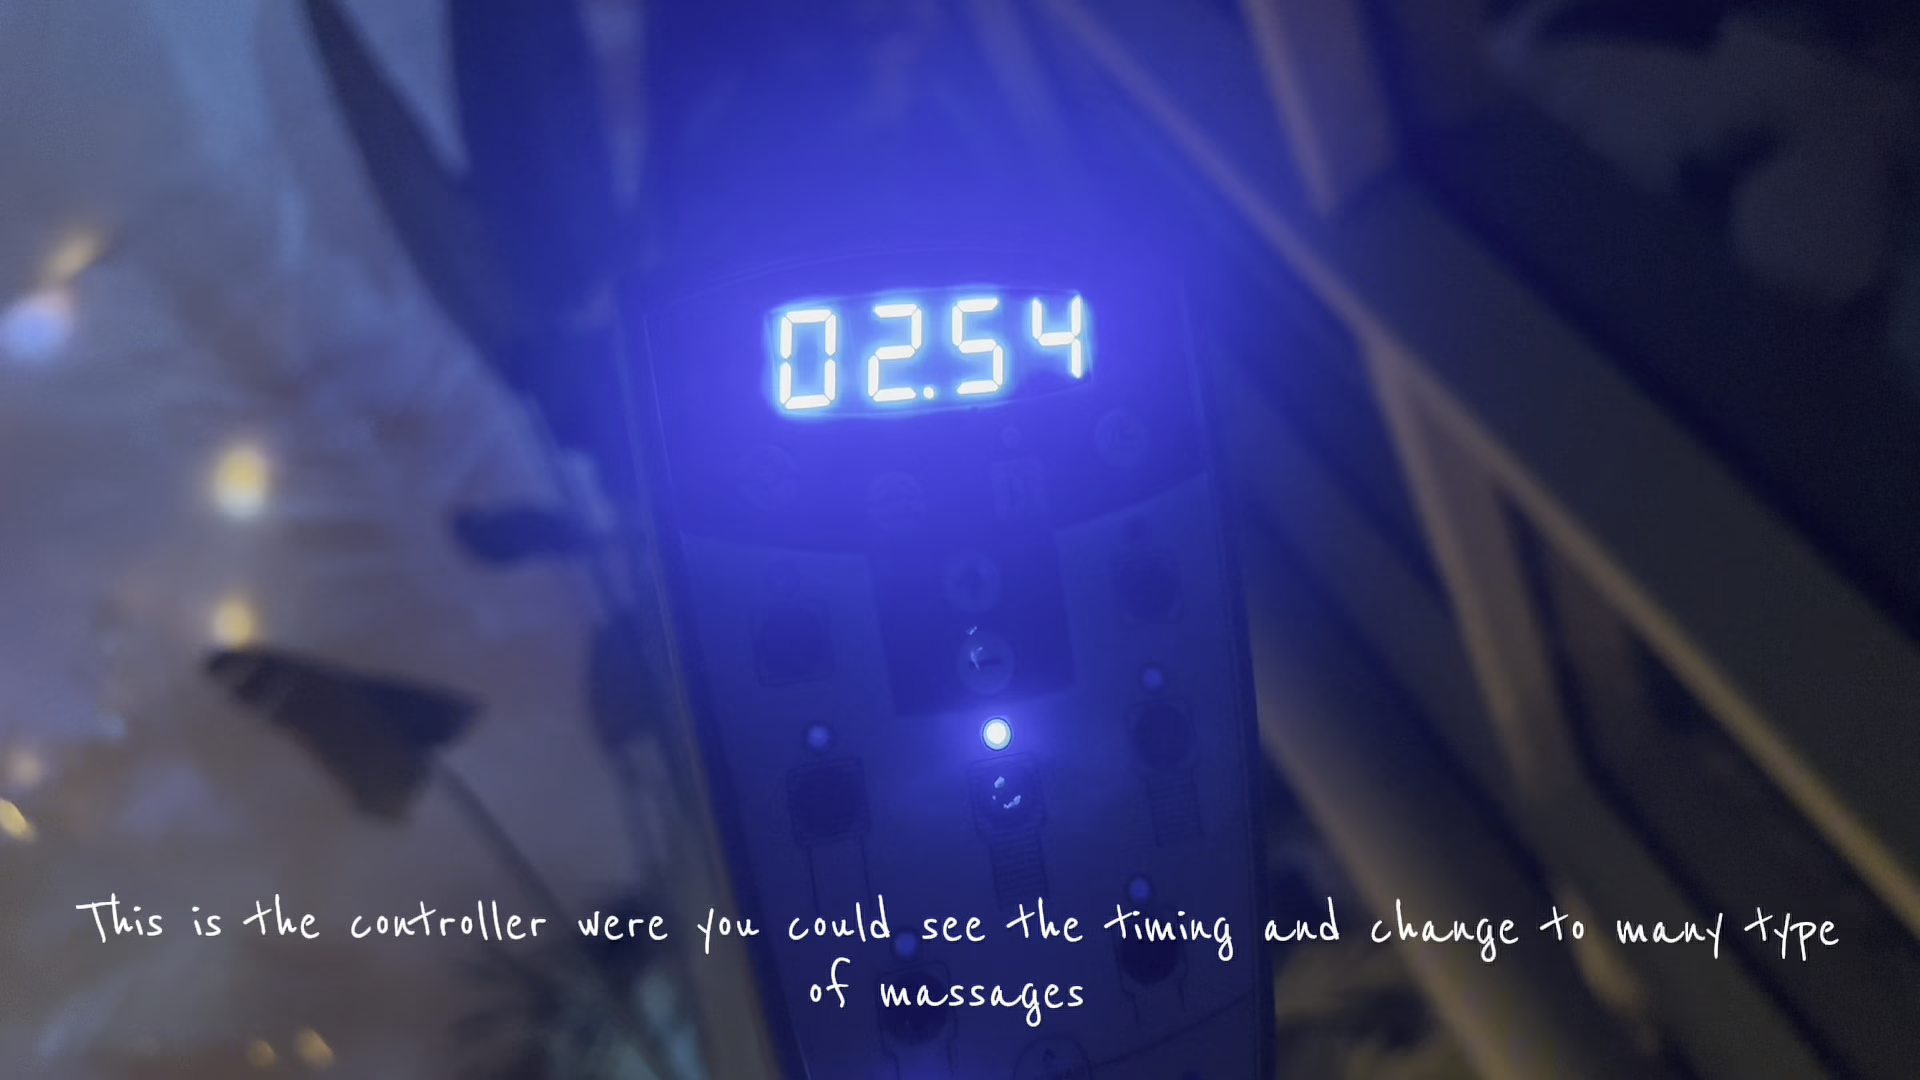 02.54
This is the controller were you could see the timing and change to many type
of massages